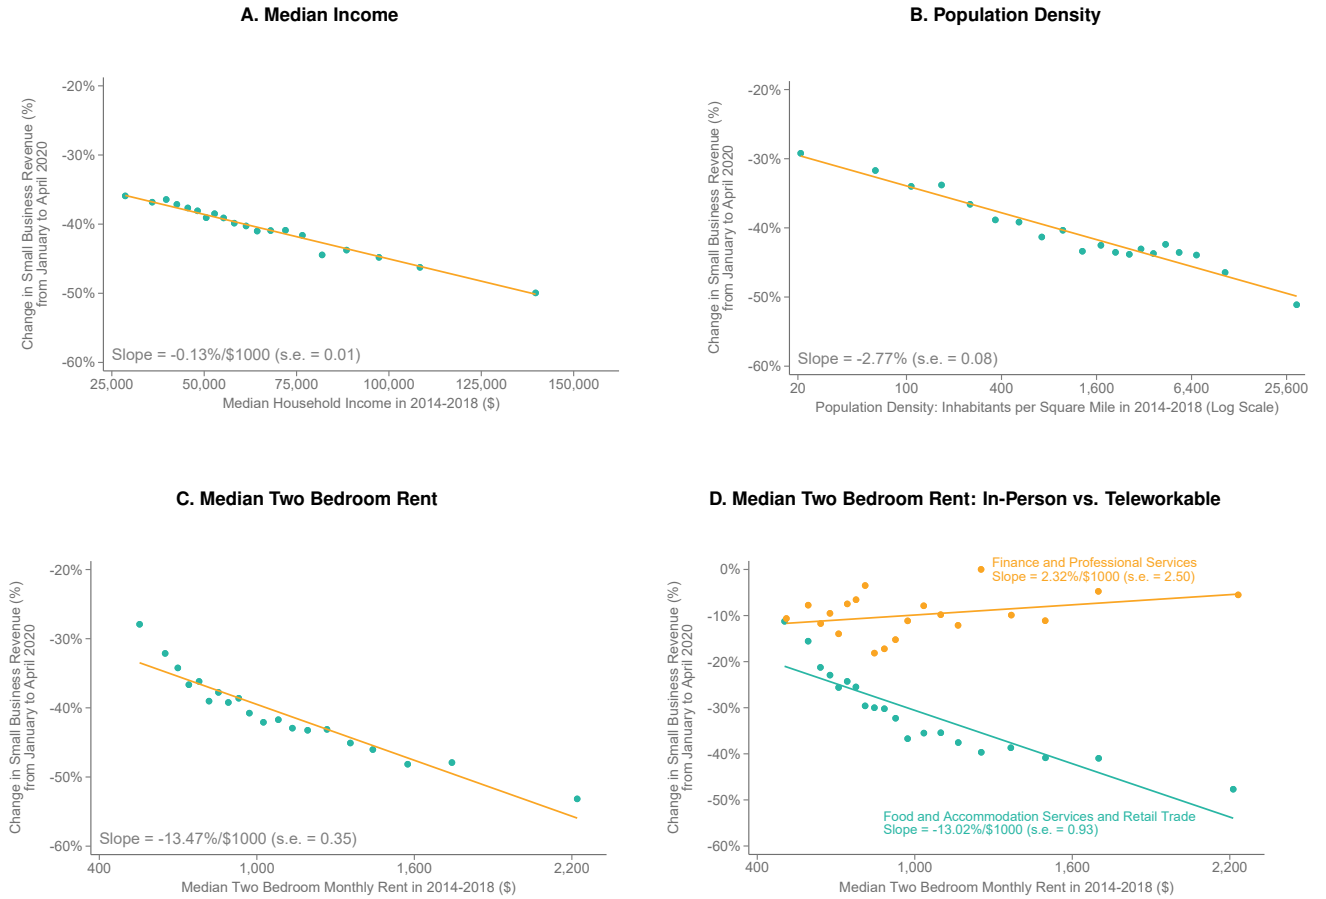 A. Median Income
Change in Small Business Revenue (%)
from January to April 2020
-20%
-30%
-40%
-50%
-60%
Slope = -0.13%/$1000 (s.e. = 0.01)
25,000 50,000 75,000 100,000 125,000 150,000
Median Household Income in 2014-2018 ($)
B. Population Density
Change in Small Business Revenue (%)
from January to April 2020
-20%
-30%
-40%
-50%
-60%
Slope = -2.77% (s.e. = 0.08)
20 100 400 1,600 6,400 25,600
Population Density: Inhabitants per Square Mile in 2014-2018 (Log Scale)
C. Median Two Bedroom Rent
Change in Small Business Revenue (%)
from January to April 2020
-20%
-30%
-40%
-50%
-60%
Slope = -13.47%/$1000 (s.e. = 0.35)
400 1,000 1,600 2,200
Median Two Bedroom Monthly Rent in 2014-2018 ($)
D. Median Two Bedroom Rent: In-Person vs. Teleworkable
Change in Small Business Revenue (%)
from January to April 2020
0%
-10%
-20%
-30%
-40%
-50%
-60%
Finance and Professional Services
Slope = 2.32%/$1000 (s.e. = 2.50)
Food and Accommodation Services and Retail Trade
Slope = -13.02%/$1000 (s.e. = 0.93)
400 1,000 1,600 2,200
Median Two Bedroom Monthly Rent in 2014-2018 ($)